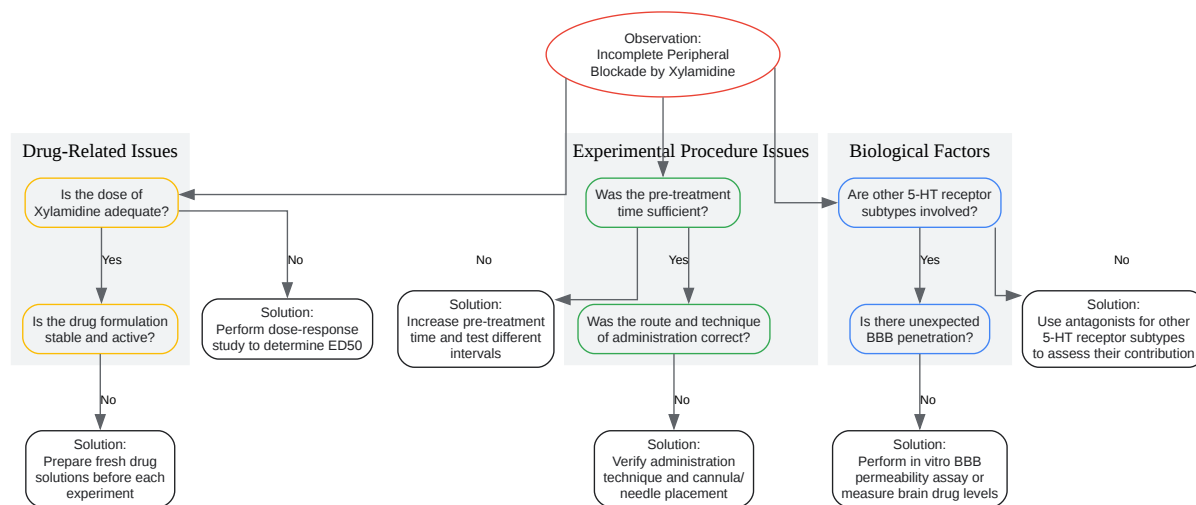 Observation:
Incomplete Peripheral
Blockade by Xylamidine
Drug-Related Issues
Experimental Procedure Issues
Biological Factors
Is the dose of
Xylamidine adequate?
Was the pre-treatment
time sufficient?
Are other 5-HT receptor
subtypes involved?
Yes
No
No
Yes
Yes
No
Is the drug formulation
stable and active?
Solution:
Perform dose-response
study to determine ED50
Solution:
Increase pre-treatment
time and test different
intervals
Was the route and technique
of administration correct?
Is there unexpected
BBB penetration?
Solution:
Use antagonists for other
5-HT receptor subtypes
to assess their contribution
No
No
No
Solution:
Prepare fresh drug
solutions before each
experiment
Solution:
Verify administration
technique and cannula/
needle placement
Solution:
Perform in vitro BBB
permeability assay or
measure brain drug levels